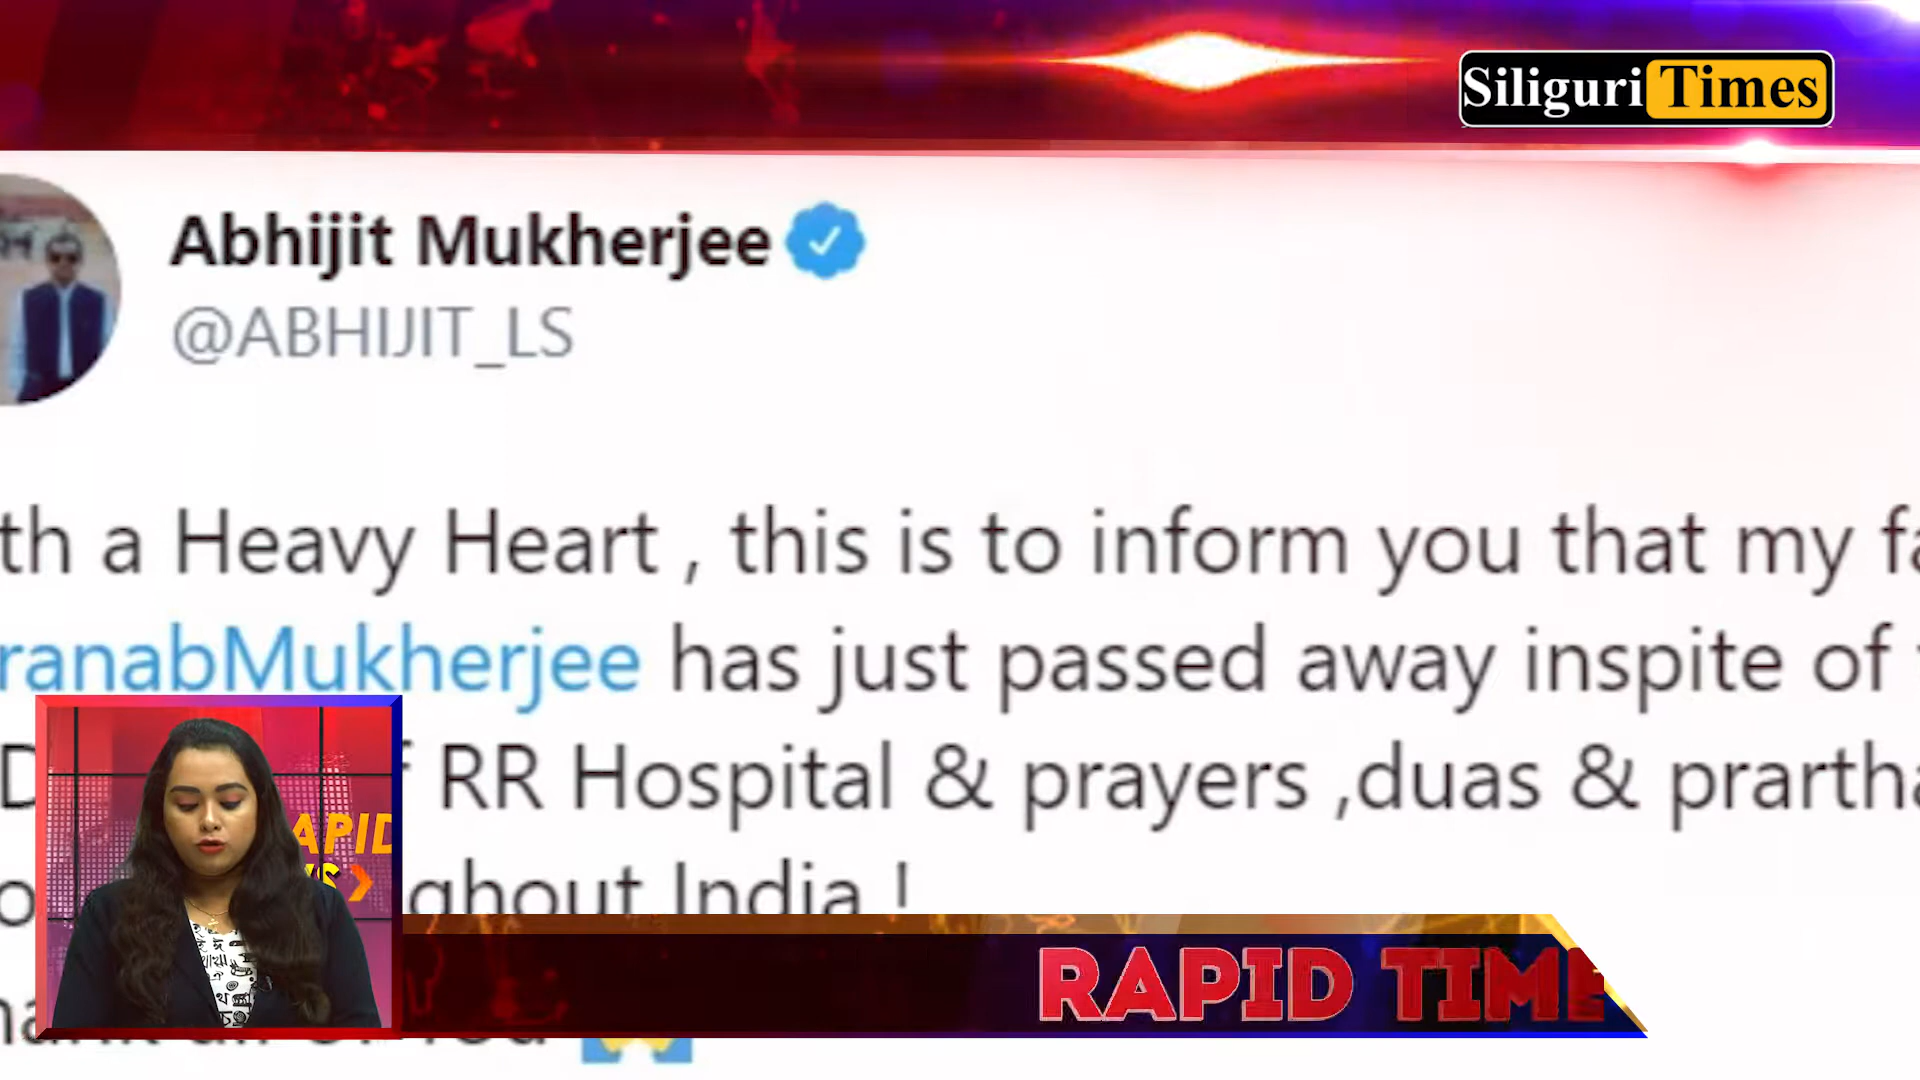 Siliguri Times
Abhijit Mukherjee
@ABHIJIT_LS
th a Heavy Heart , this is to inform you that my fa
ranabMukherjee has just passed away inspite of
RR Hospital & prayers ,duas & prartha
ghout India !
APID
RAPID TIME